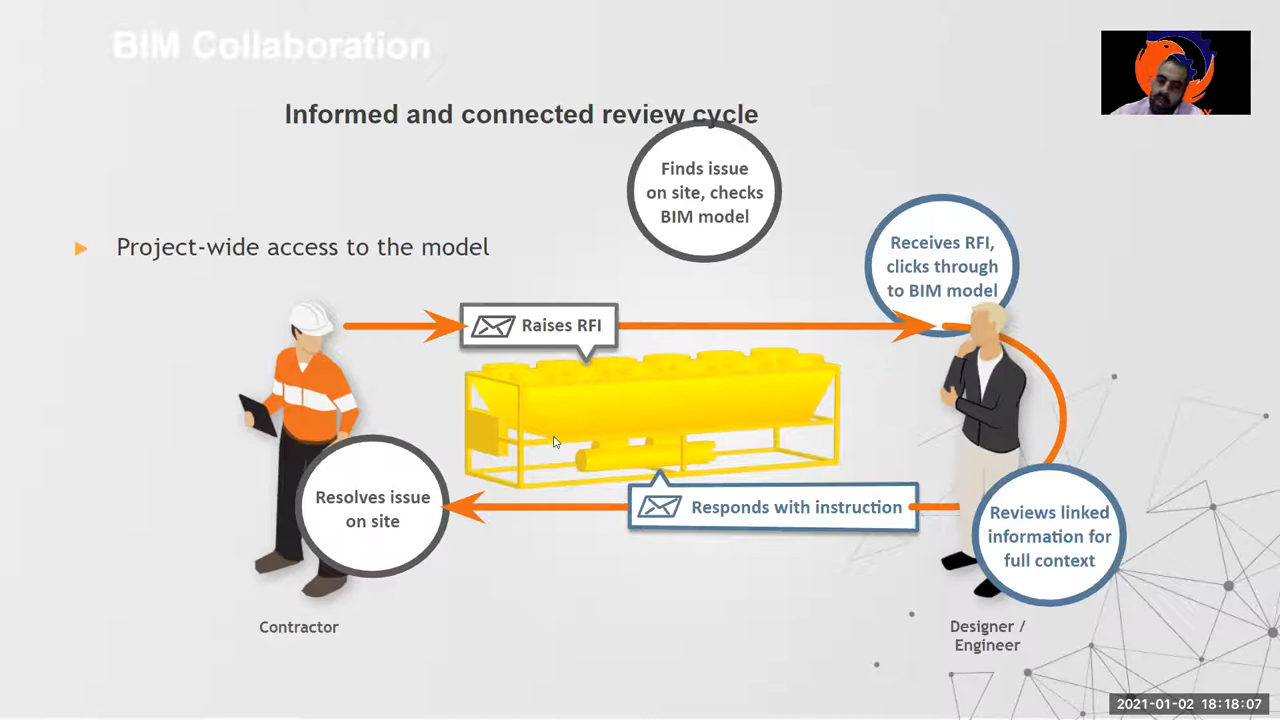 BIM Collaboration
Informed and connected review cycle
Finds issue
on site, checks
BIM model
Receives RFI,
clicks through
to BIM model
Project-wide access to the model
Raises RFI
Resolves issue
on site
Responds with instruction
Reviews linked
information for
full context
Contractor
Designer /
Engineer
2021-01-02 18:18:07